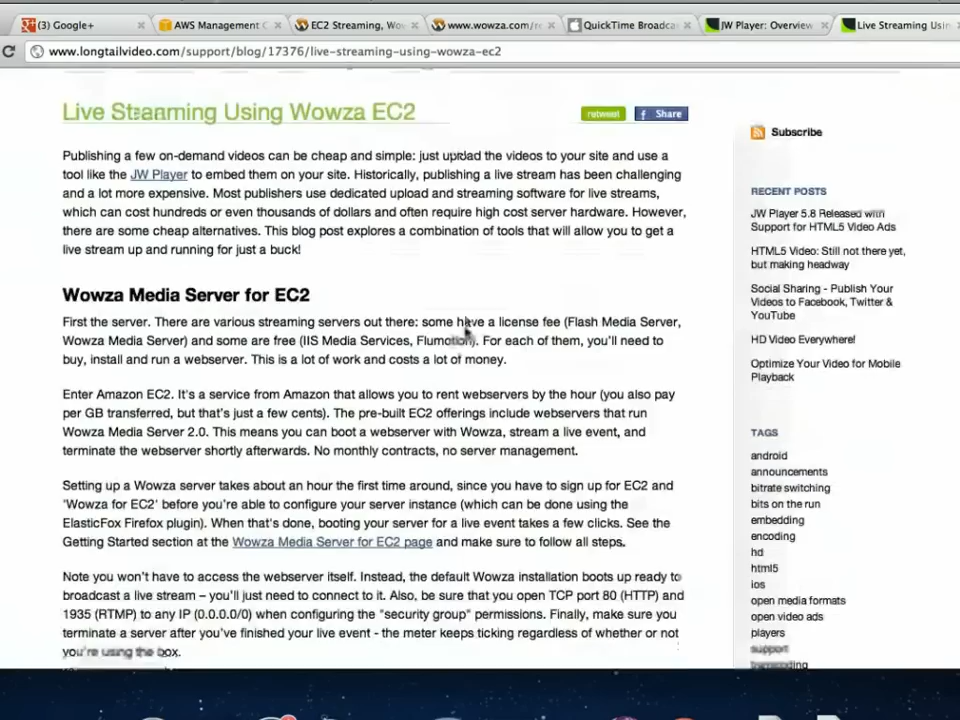 (3) Google+
AWS Management C
EC2 Streaming, Wo
www.wowza.com/r
QuickTime Broadca
JW Player: Overview
Live Streaming Usin
www.longtailvideo.com/support/blog/17376/live-streaming-using-wowza-ec2
Live Streaming Using Wowza EC2
retweet
f Share
Publishing a few on-demand videos can be cheap and simple: just upload the videos to your site and use a
tool like the JW Player to embed them on your site. Historically, publishing a live stream has been challenging
and a lot more expensive. Most publishers use dedicated upload and streaming software for live streams,
which can cost hundreds or even thousands of dollars and often require high cost server hardware. However,
there are some cheap alternatives. This blog post explores a combination of tools that will allow you to get a
live stream up and running for just a buck!
Wowza Media Server for EC2
First the server. There are various streaming servers out there: some have a license fee (Flash Media Server,
Wowza Media Server) and some are free (IIS Media Services, Flumotion). For each of them, you'll need to
buy, install and run a webserver. This is a lot of work and costs a lot of money.
Enter Amazon EC2. It's a service from Amazon that allows you to rent webservers by the hour (you also pay
per GB transferred, but that's just a few cents). The pre-built EC2 offerings include webservers that run
Wowza Media Server 2.0. This means you can boot a webserver with Wowza, stream a live event, and
terminate the webserver shortly afterwards. No monthly contracts, no server management.
Setting up a Wowza server takes about an hour the first time around, since you have to sign up for EC2 and
'Wowza for EC2' before you're able to configure your server instance (which can be done using the
ElasticFox Firefox plugin). When that's done, booting your server for a live event takes a few clicks. See the
Getting Started section at the Wowza Media Server for EC2 page and make sure to follow all steps.
Note you won't have to access the webserver itself. Instead, the default Wowza installation boots up ready to
broadcast a live stream – you'll just need to connect to it. Also, be sure that you open TCP port 80 (HTTP) and
1935 (RTMP) to any IP (0.0.0.0/0) when configuring the "security group" permissions. Finally, make sure you
terminate a server after you've finished your live event - the meter keeps ticking regardless of whether or not
you're using the box.
Subscribe
RECENT POSTS
JW Player 5.8 Released with
Support for HTML5 Video Ads
HTML5 Video: Still not there yet,
but making headway
Social Sharing - Publish Your
Videos to Facebook, Twitter &
YouTube
HD Video Everywhere!
Optimize Your Video for Mobile
Playback
TAGS
android
announcements
bitrate switching
bits on the run
embedding
encoding
hd
html5
ios
open media formats
open video ads
players
support
transcoding